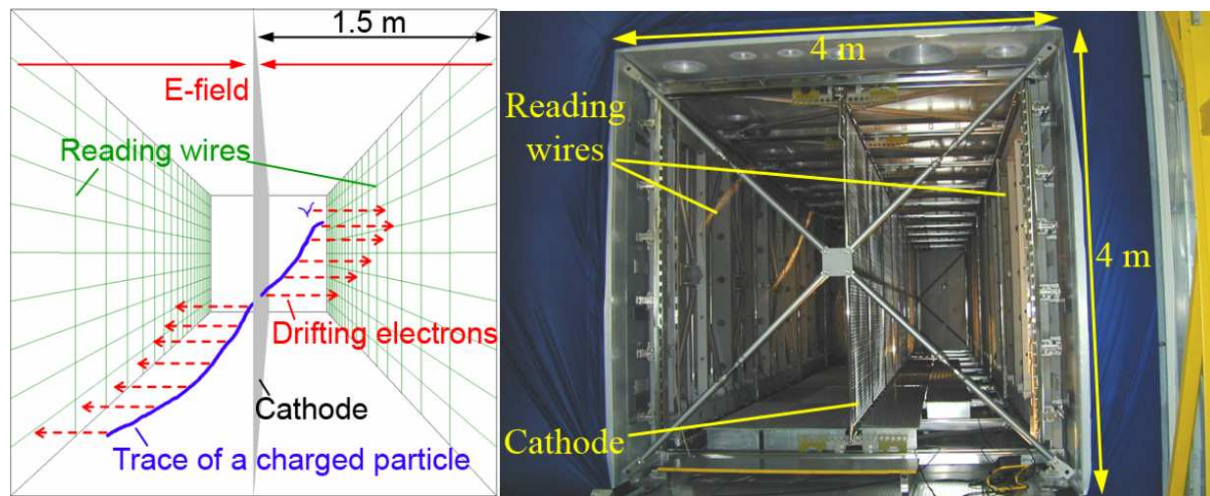 1.5 m
E-field
Reading wires
Drifting electrons
Cathode
Trace of a charged particle
4 m
Reading
wires
4 m
Cathode